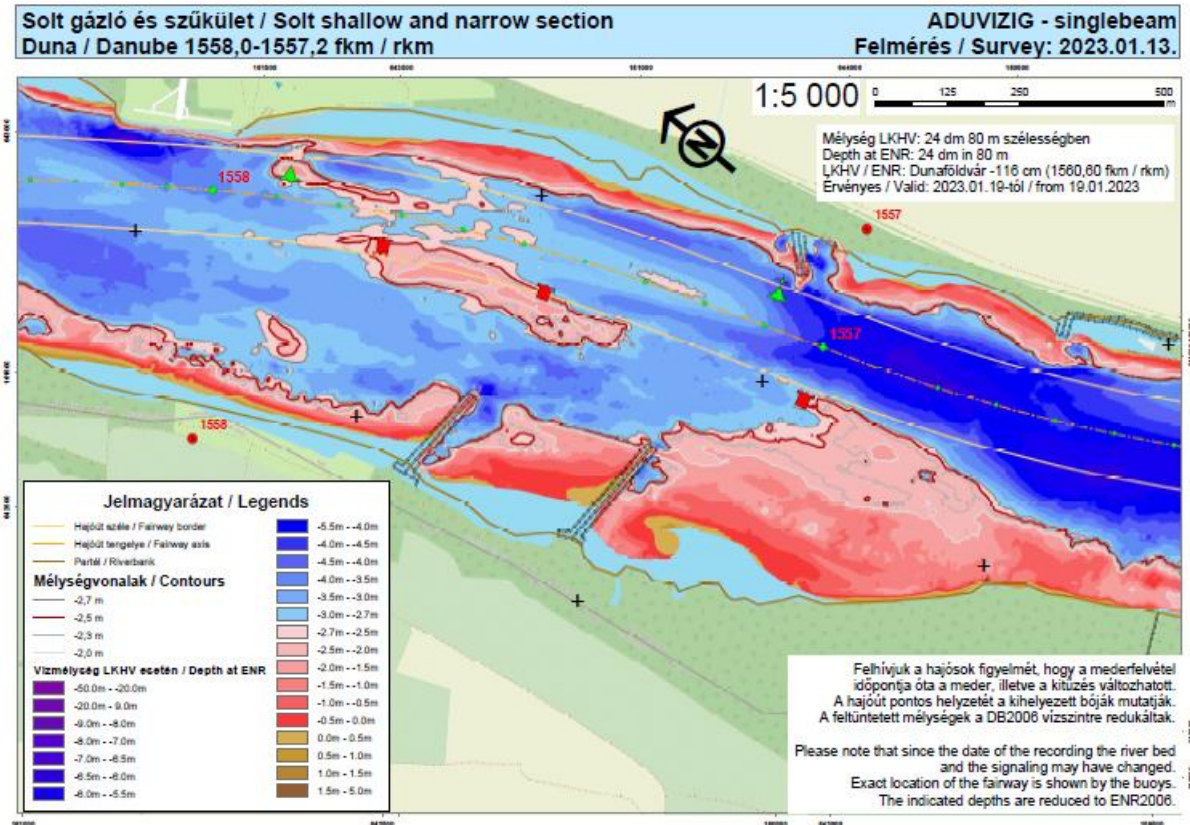 Solt gázló és szűkület / Solt shallow and narrow section
Duna / Danube 1558,0-1557,2 fkm / rkm
ADUVIZIG - singlebeam
Felmérés / Survey: 2023.01.13.
1:5 000
0 125 250 500
m
N
Mélység LKHV: 24 dm 80 m szélességben
Depth at ENR: 24 dm in 80 m
LKHV / ENR: Dunaföldvár -116 cm (1560,60 fkm / rkm)
Érvényes / Valid: 2023.01.19-tól / from 19.01.2023
1558
1557
1557
1558
Jelmagyarázat / Legends
Hajóút széle / Fairway border
Hajóút tengelye / Fairway axis
Partél / Riverbank
Mélységvonalak / Contours
-2,7 m
-2,5 m
-2,3 m
-2,0 m
Vízmélység LKHV esetén / Depth at ENR
-50.0m - -20.0m
-20.0m - 9.0m
-9.0m - -8.0m
-8.0m - -7.0m
-7.0m - -6.5m
-6.5m - -6.0m
-6.0m - -5.5m
-5.5m - -4.0m
-4.0m - -4.5m
-4.5m - -4.0m
-4.0m - -3.5m
-3.5m - -3.0m
-3.0m - -2.7m
-2.7m - -2.5m
-2.5m - -2.0m
-2.0m - -1.5m
-1.5m - -1.0m
-1.0m - -0.5m
-0.5m - 0.0m
0.0m - 0.5m
0.5m - 1.0m
1.0m - 1.5m
1.5m - 5.0m
Felhívjuk a hajósok figyelmét, hogy a mederfelvétel
időpontja óta a meder, illetve a kitűzés változhatott.
A hajóút pontos helyzetét a kihelyezett bóják mutatják.
A feltüntetett mélységek a DB2006 vízszintre redukáltak.
Please note that since the date of the recording the river bed
and the signaling may have changed.
Exact location of the fairway is shown by the buoys.
The indicated depths are reduced to ENR2006.